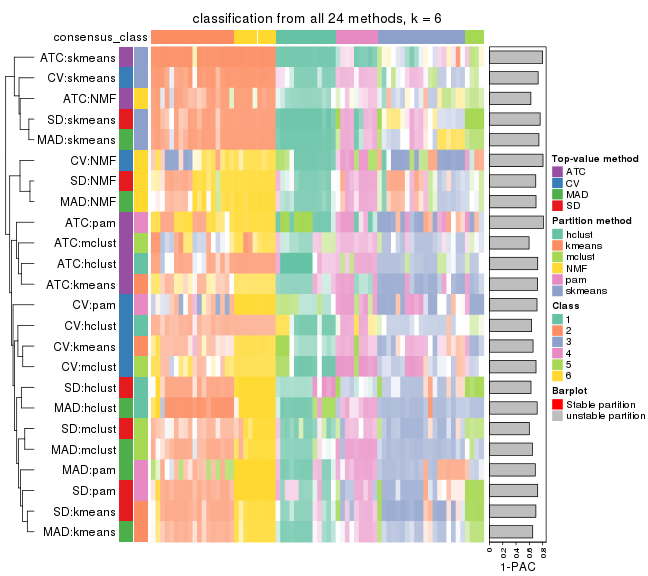 classification from all 24 methods, k = 6
consensus_class
ATC:skmeans
CV:skmeans
ATC:NMF
SD:skmeans
MAD:skmeans
CV:NMF
SD:NMF
MAD:NMF
ATC:pam
ATC:mclust
ATC:hclust
ATC:kmeans
CV:pam
CV:hclust
CV:kmeans
CV:mclust
SD:hclust
MAD:hclust
SD:mclust
MAD:mclust
MAD:pam
SD:pam
SD:kmeans
MAD:kmeans
0
0.2
0.4
0.6
0.8
1-PAC
Top-value method
ATC
CV
MAD
SD
Partition method
hclust
kmeans
mclust
NMF
pam
skmeans
Class
1
2
3
4
5
6
Barplot
Stable partition
unstable partition